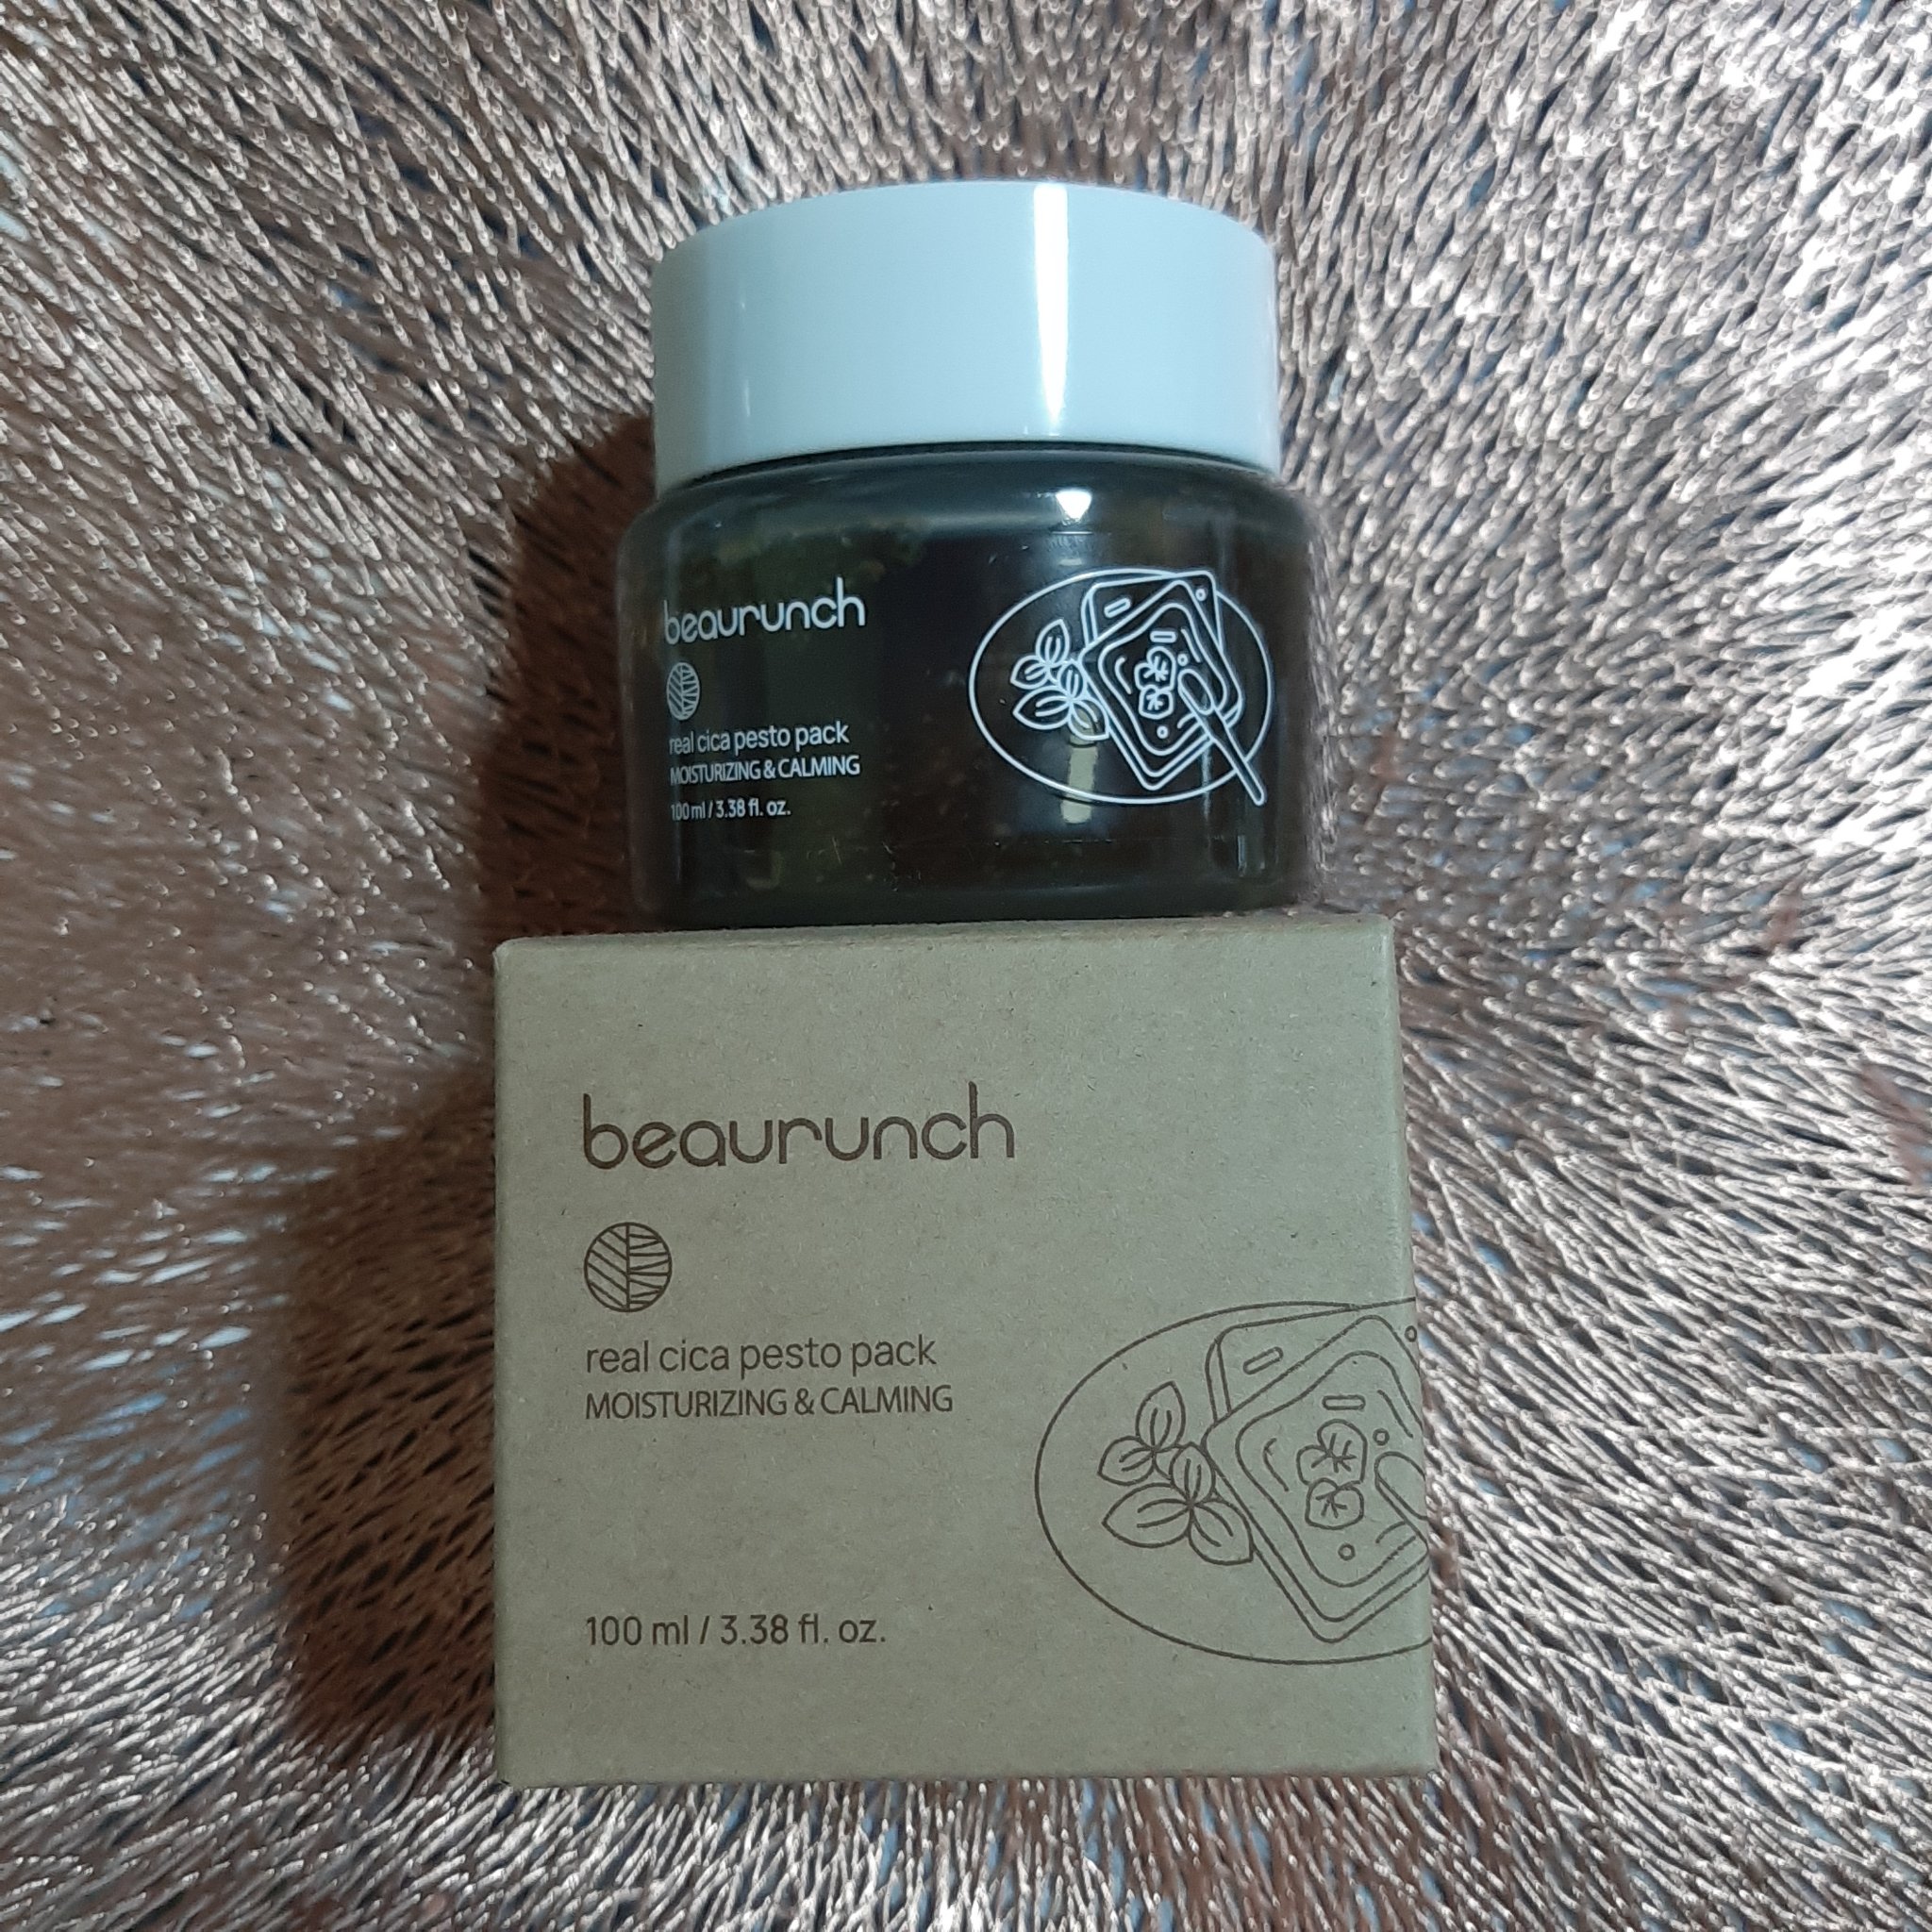 beaurunch
real cica pesto pack
MOISTURIZING & CALMING
100 ml / 3.38 fl. oz.
beaurunch
real cica pesto pack
MOISTURIZING & CALMING
100 ml / 3.38 fl. oz.